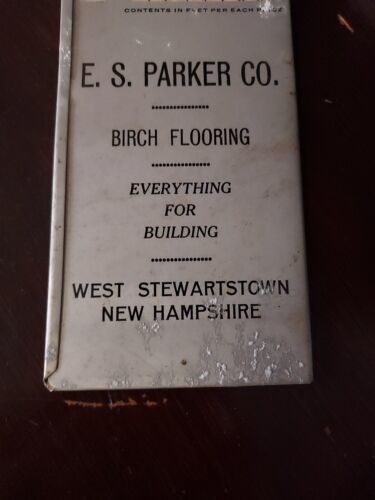 CONTENTS IN FEET PER EACH PIECE
E. S. PARKER CO.
BIRCH FLOORING
EVERYTHING
FOR
BUILDING
WEST STEWARTSTOWN
NEW HAMPSHIRE